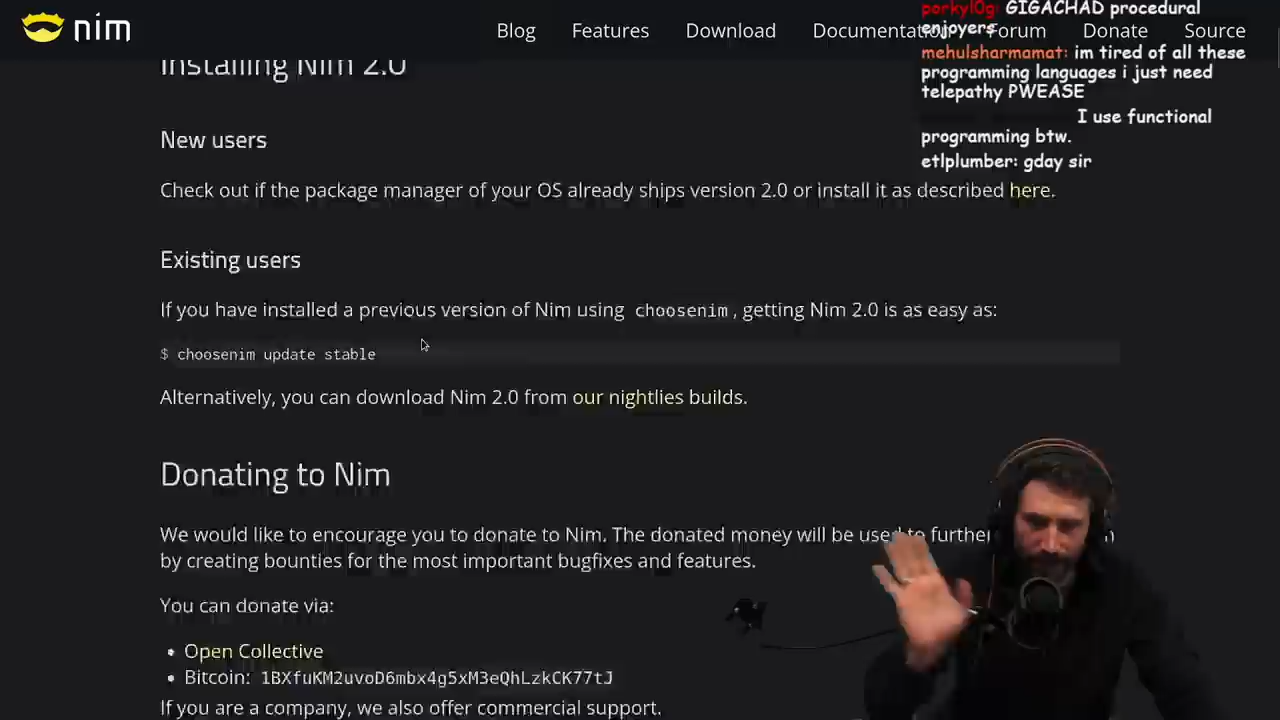 nim
Blog Features Download Documentation Forum Donate Source
porkyl0g: GIGACHAD procedural
enjoyers
mehulsharmamat: im tired of all these
programming languages i just need
telepathy PWEASE
I use functional
programming btw.
etlplumber: gday sir
Installing Nim 2.0
New users
Check out if the package manager of your OS already ships version 2.0 or install it as described here.
Existing users
If you have installed a previous version of Nim using choosenim, getting Nim 2.0 is as easy as:
$ choosenim update stable
Alternatively, you can download Nim 2.0 from our nightlies builds.
Donating to Nim
We would like to encourage you to donate to Nim. The donated money will be used to further
by creating bounties for the most important bugfixes and features.
You can donate via:
• Open Collective
• Bitcoin: 1BXfuKM2uvoD6mbx4g5xM3eQhLzkCK77tJ
If you are a company, we also offer commercial support.